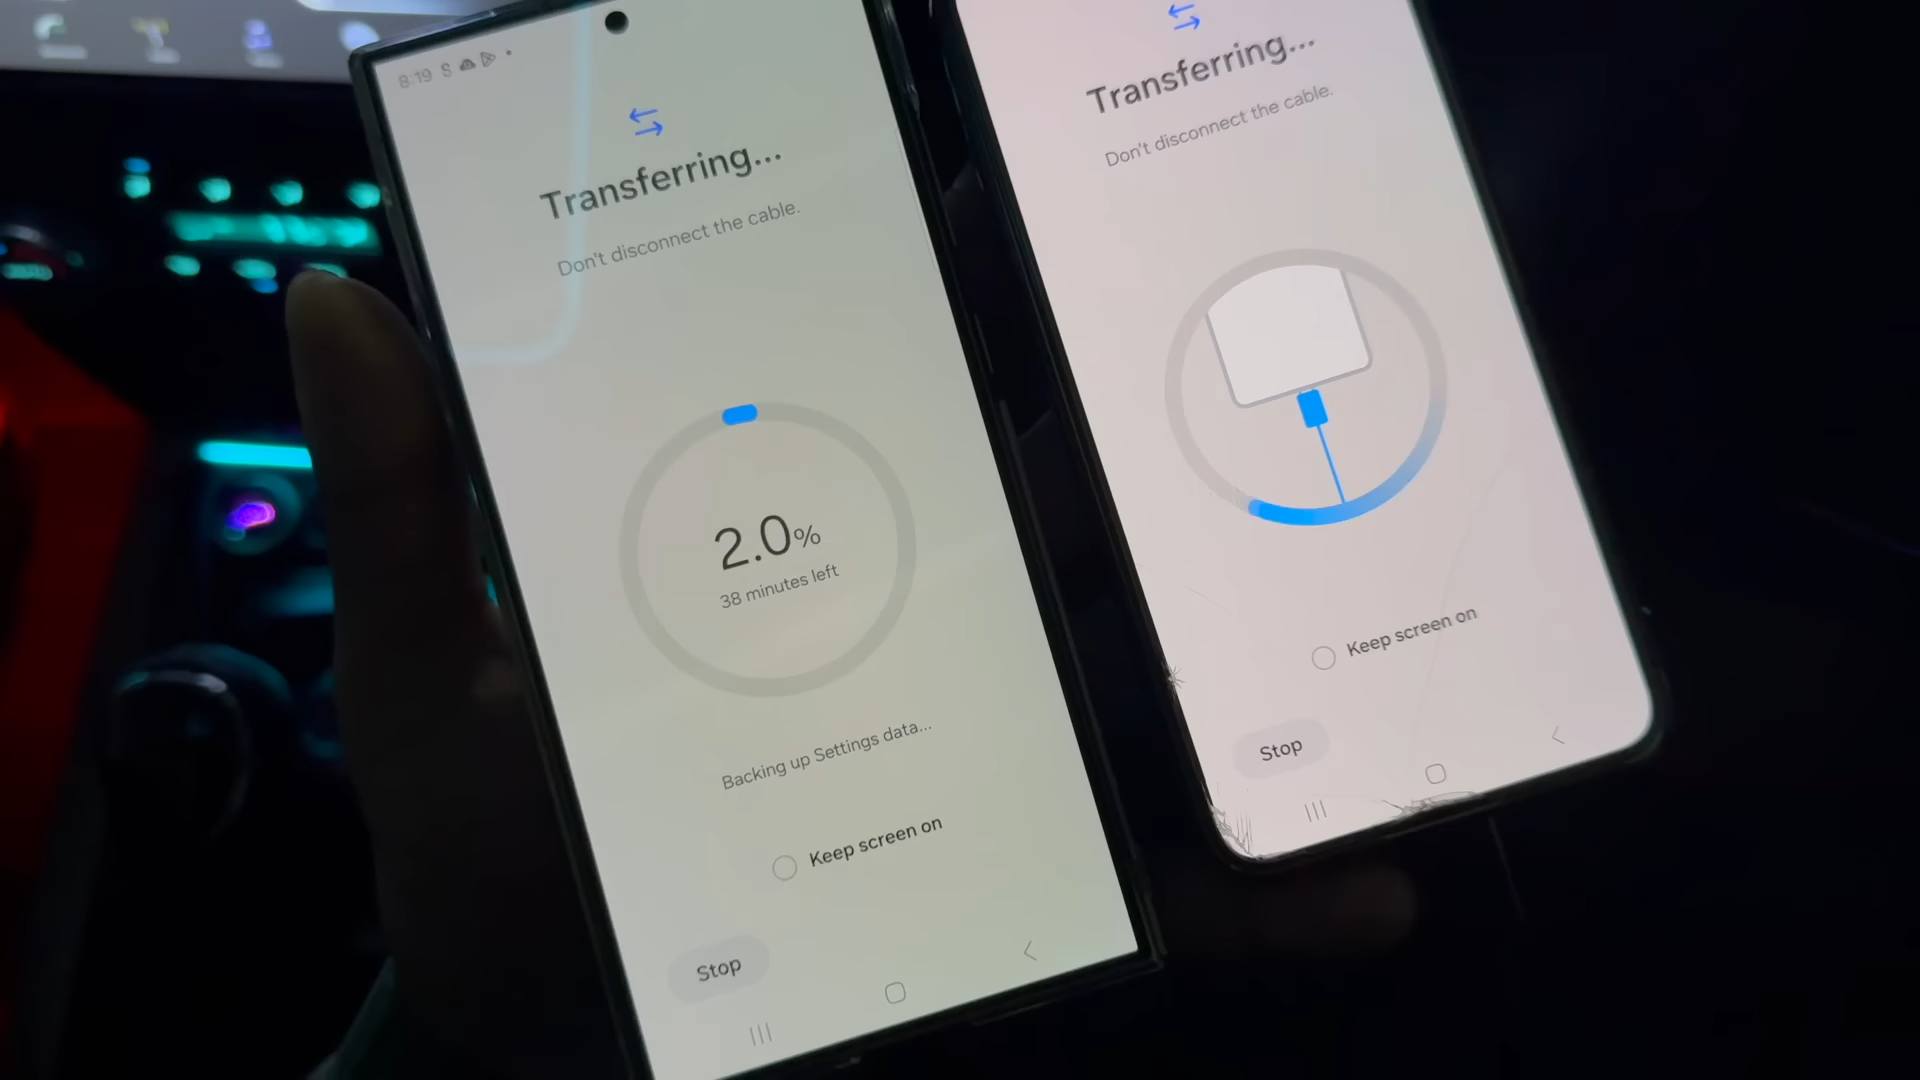 8:19
Transferring...
Don't disconnect the cable.
2.0%
38 minutes left
Backing up Settings data...
Keep screen on
Stop
Transferring...
Don't disconnect the cable.
Keep screen on
Stop